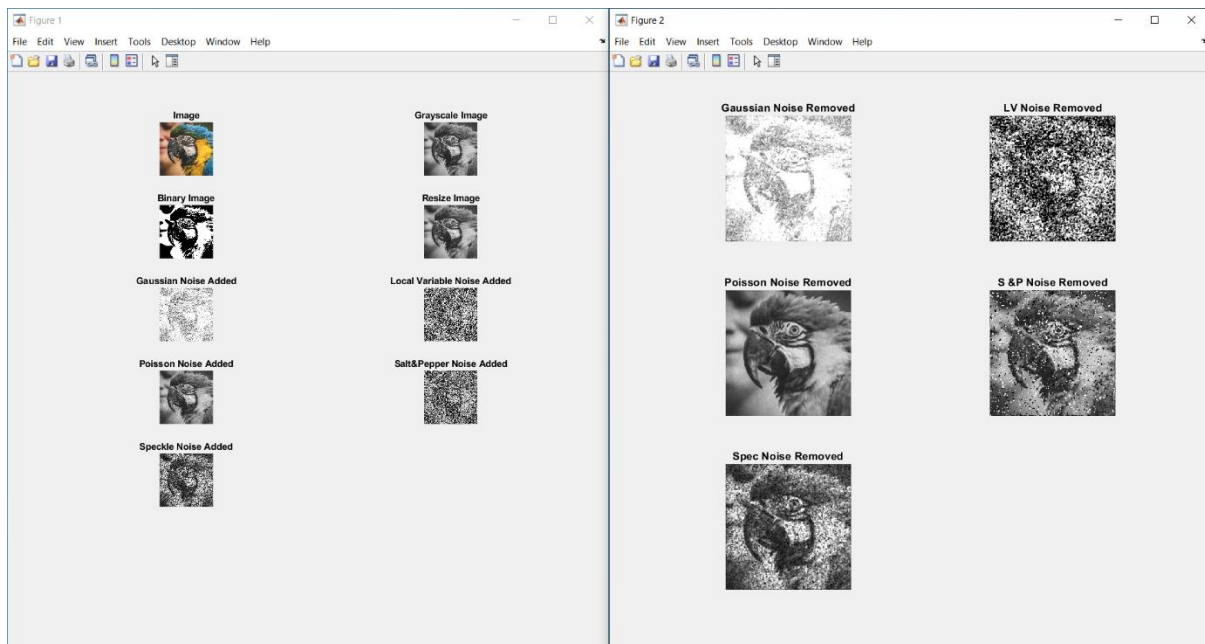 Figure 1
File Edit View Insert Tools Desktop Window Help
Image
Grayscale Image
Binary Image
Resize Image
Gaussian Noise Added
Local Variable Noise Added
Poisson Noise Added
Salt&Pepper Noise Added
Speckle Noise Added
Figure 2
File Edit View Insert Tools Desktop Window Help
Gaussian Noise Removed
LV Noise Removed
Poisson Noise Removed
S &P Noise Removed
Spec Noise Removed